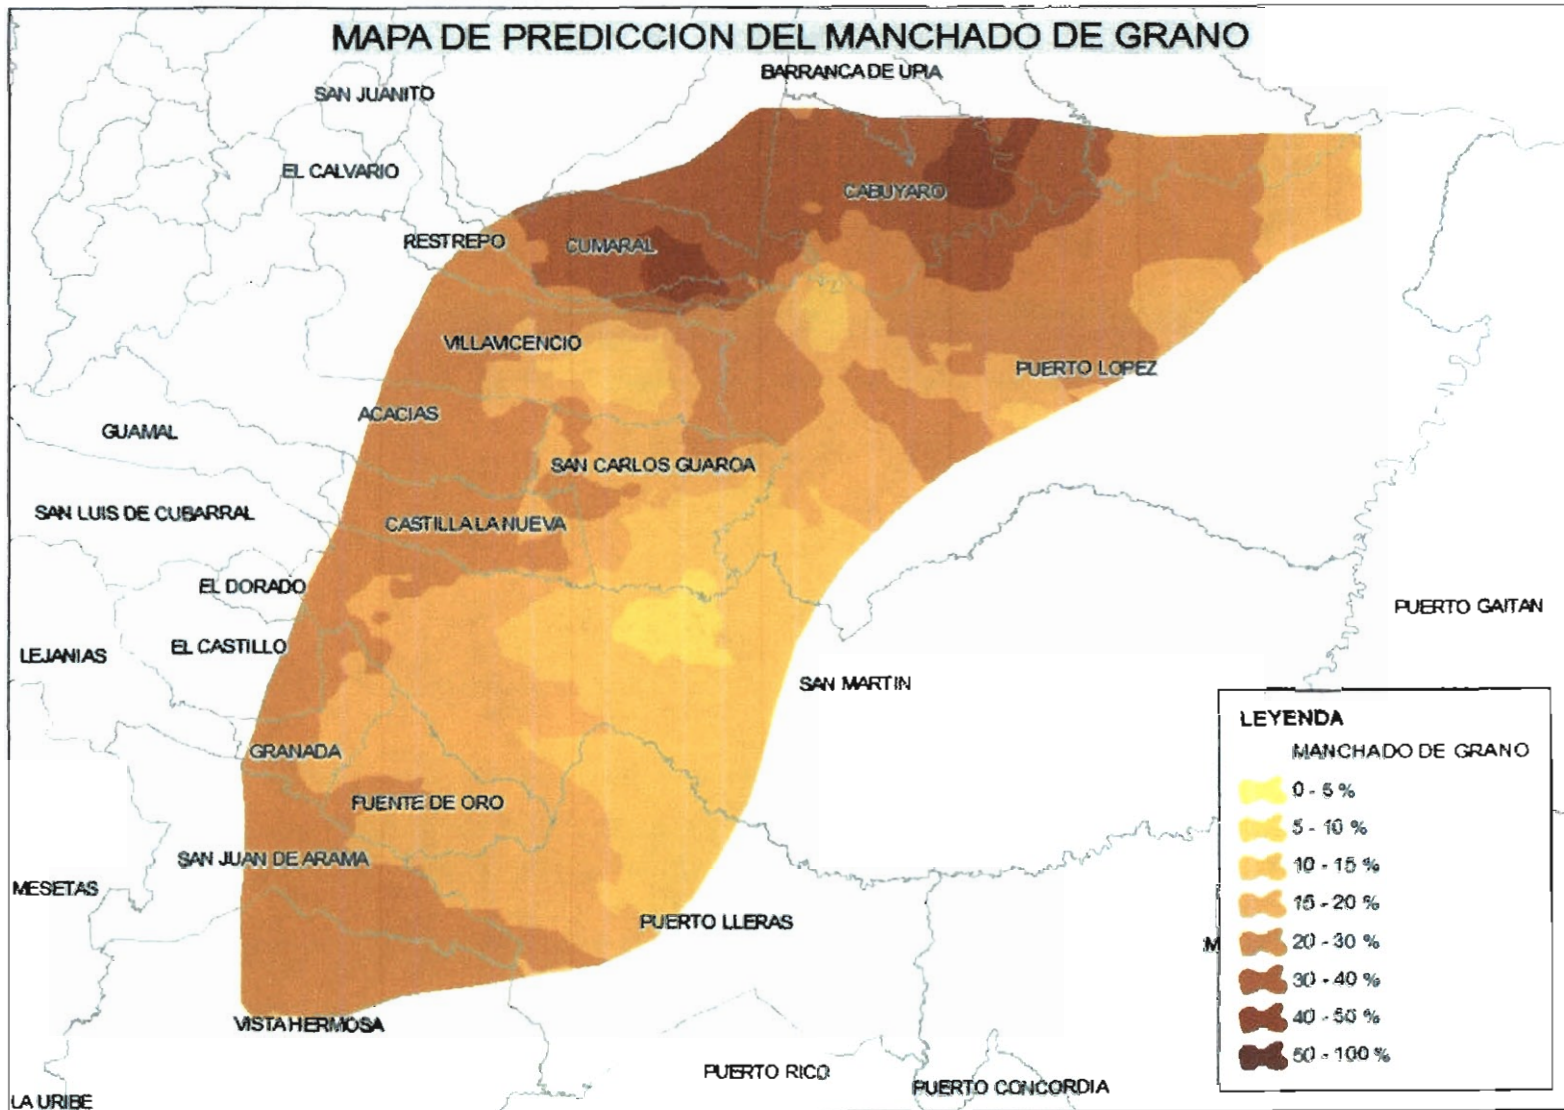 MAPA DE PREDICCION DEL MANCHADO DE GRANO
BARRANCA DE UPIA
SAN JUANITO
EL CALVARIO
CABUYARO
RESTREPO
CUMARAL
VILLAVICENCIO
PUERTO LOPEZ
ACACIAS
GUAMAL
SAN CARLOS GUAROA
SAN LUIS DE CUBARRAL
CASTILLA LA NUEVA
EL DORADO
PUERTO GAITAN
EL CASTILLO
LEJANIAS
SAN MARTIN
GRANADA
FUENTE DE ORO
SAN JUAN DE ARAMA
MESETAS
PUERTO LLERAS
M
VISTA HERMOSA
PUERTO RICO
PUERTO CONCORDIA
LA URIBE
LEYENDA
MANCHADO DE GRANO
0 - 5 %
5 - 10 %
10 - 15 %
15 - 20 %
20 - 30 %
30 - 40 %
40 - 50 %
50 - 100 %